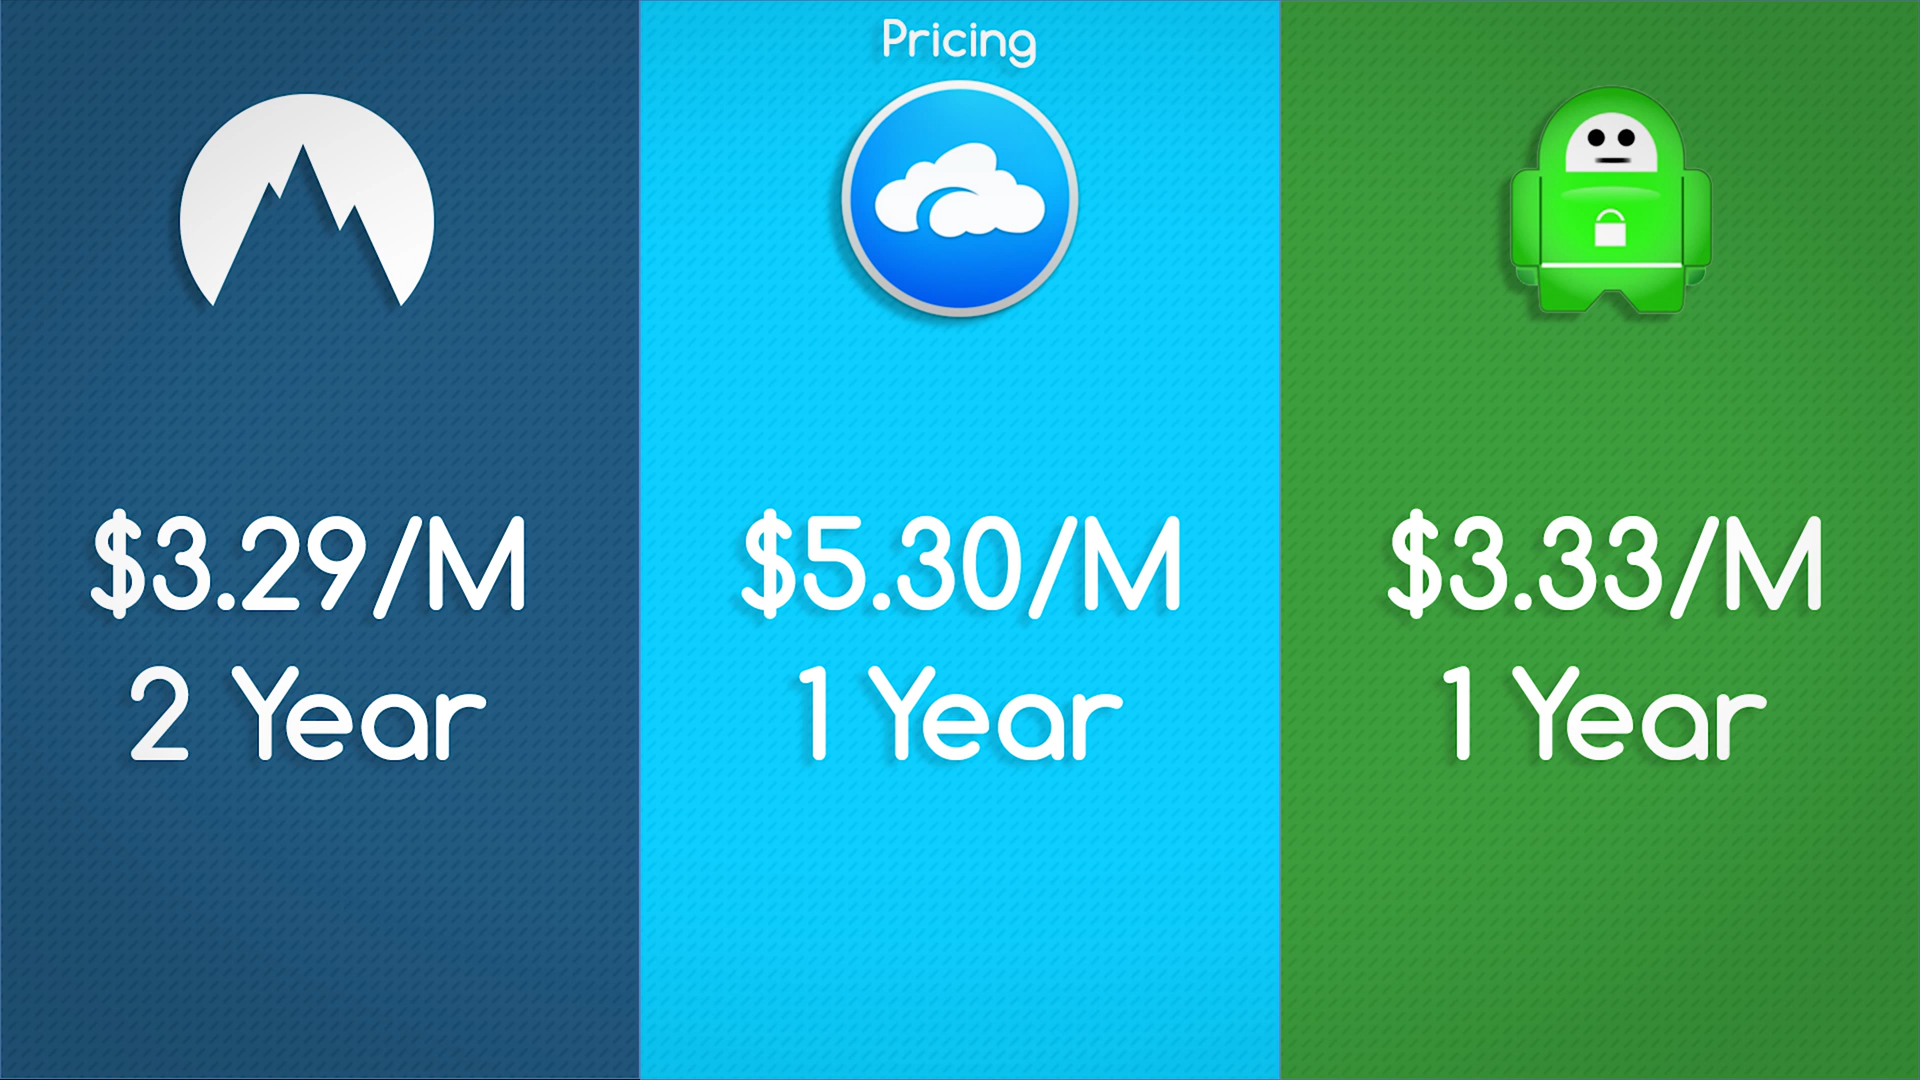 Pricing
$3.29/M
2 Year
$5.30/M
1 Year
$3.33/M
1 Year